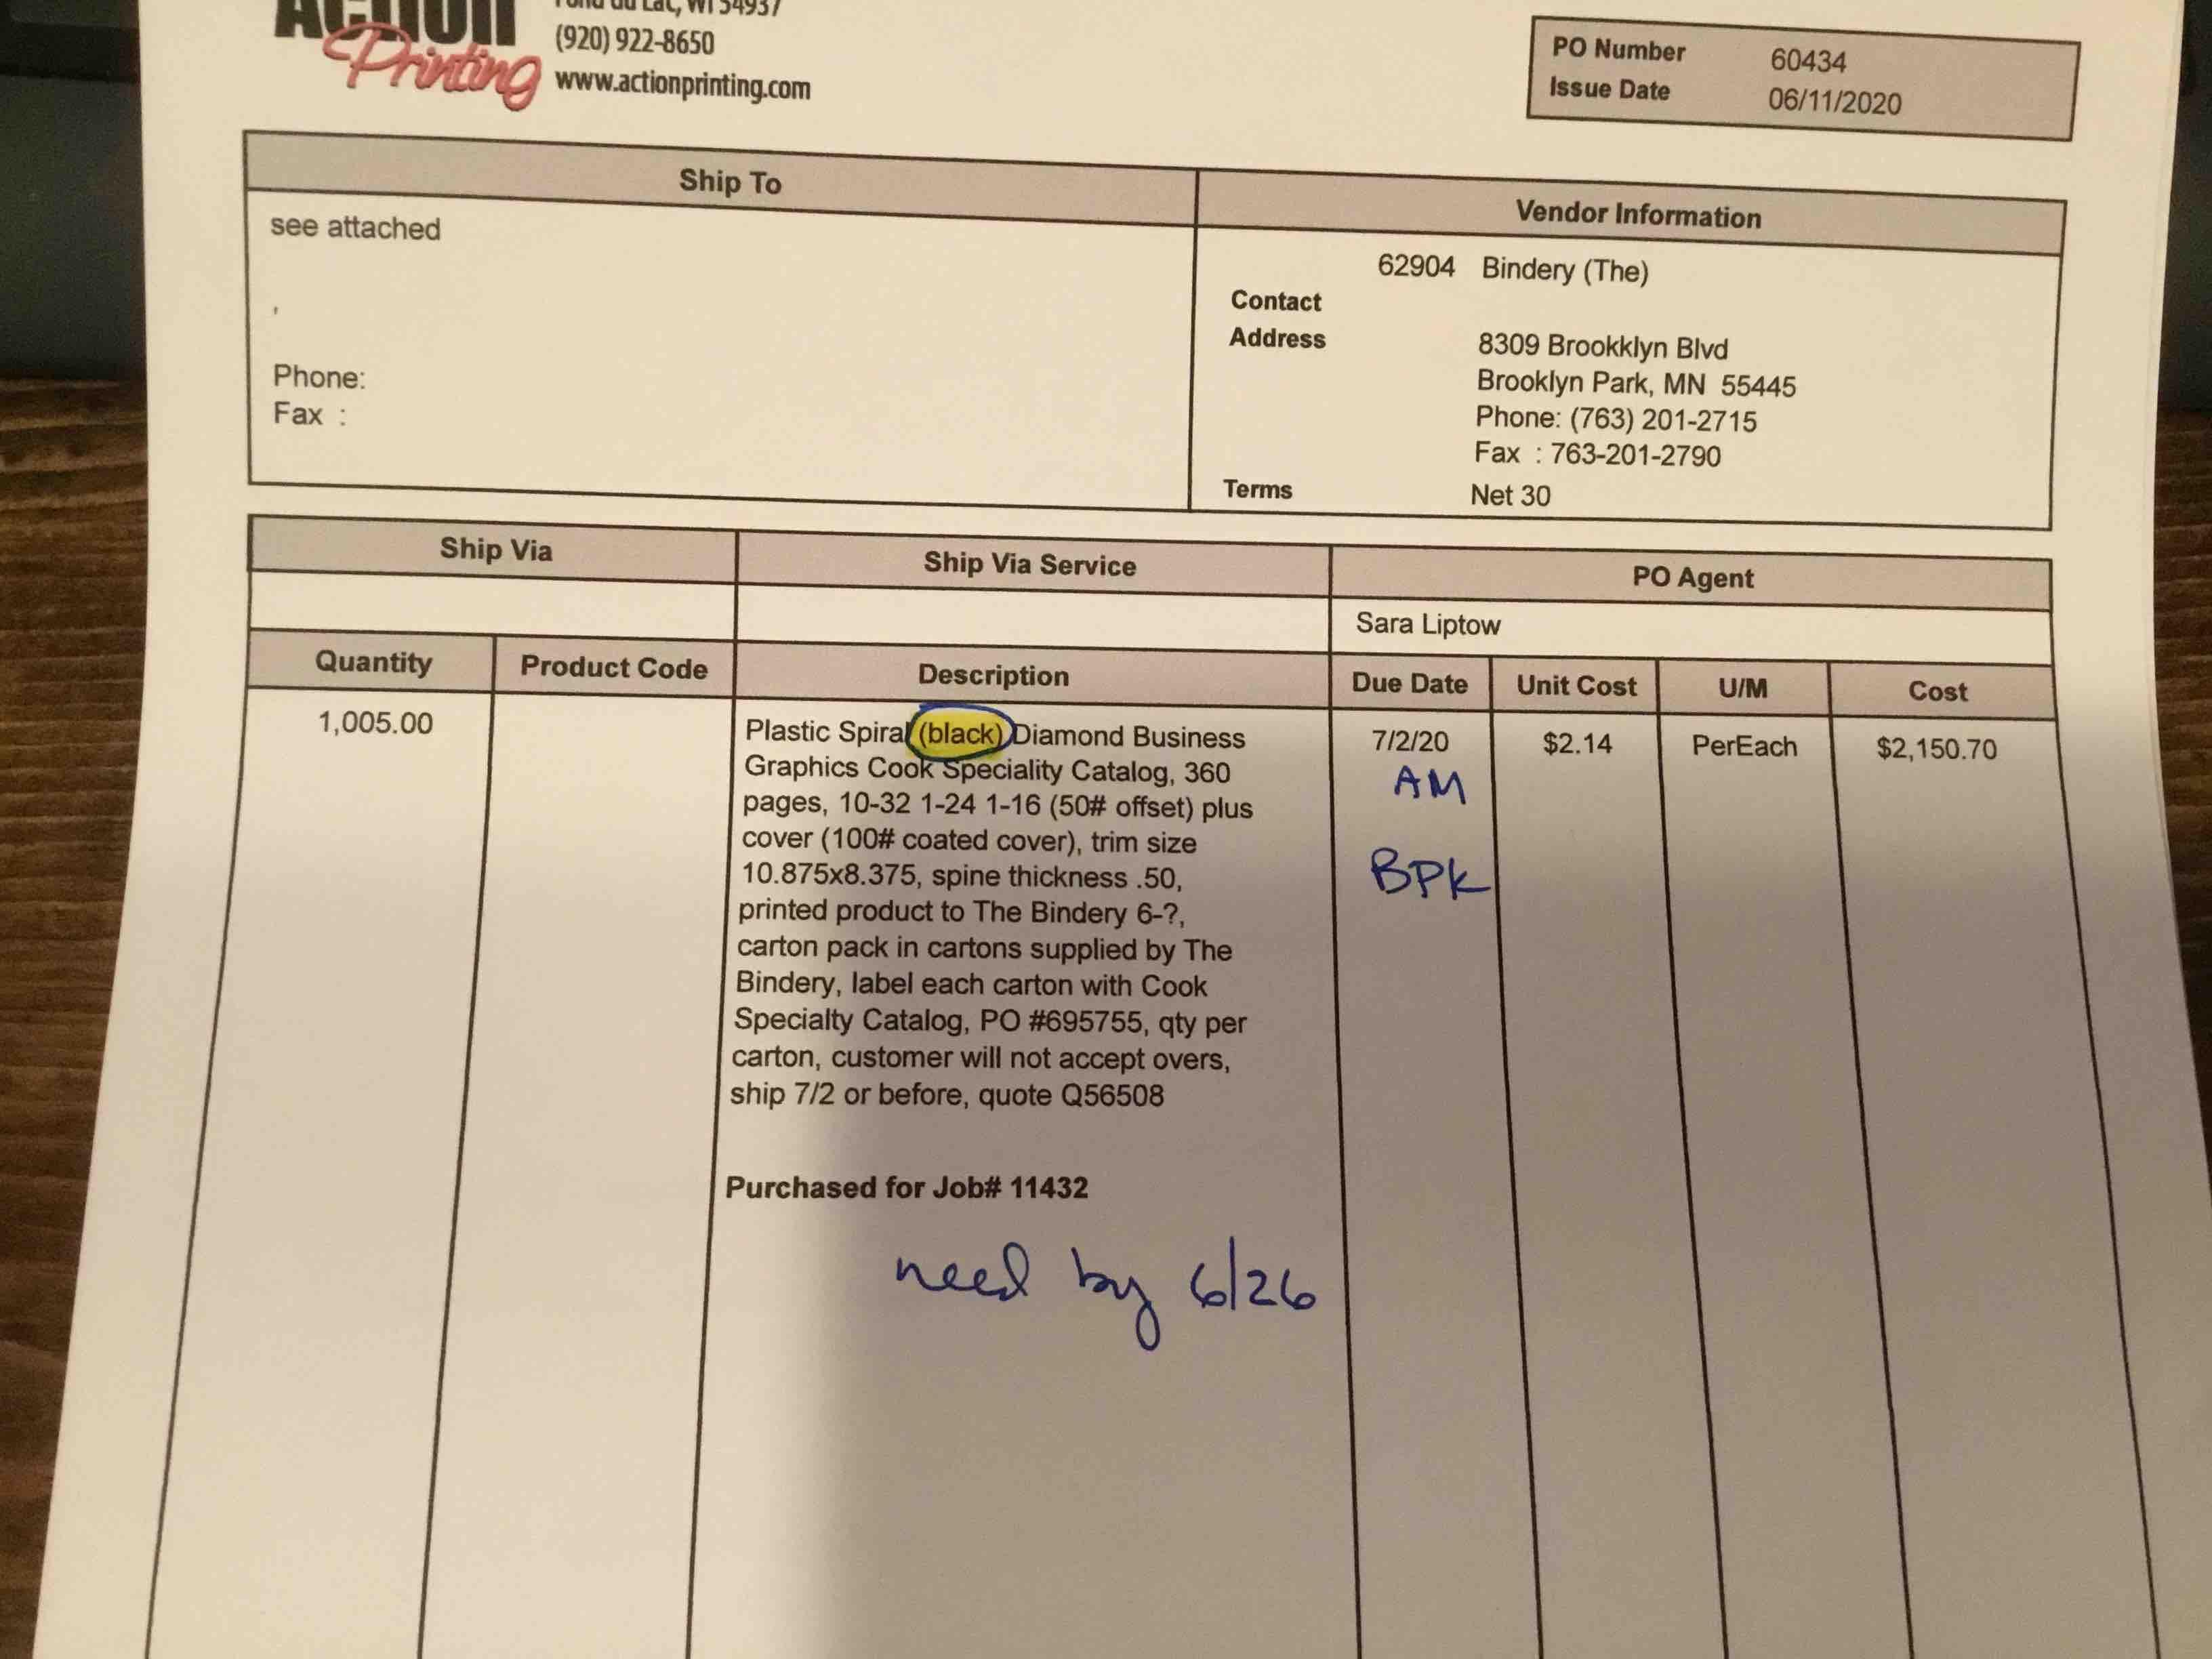 ACTION
Printing
Fond du Lac, WI 54937
(920) 922-8650
www.actionprinting.com
PO Number 60434
Issue Date 06/11/2020
Ship To
see attached
,
Phone:
Fax :
Vendor Information
62904 Bindery (The)
Contact
Address
8309 Brookklyn Blvd
Brooklyn Park, MN 55445
Phone: (763) 201-2715
Fax : 763-201-2790
Terms Net 30
Ship Via Ship Via Service PO Agent
Sara Liptow
Quantity Product Code Description Due Date Unit Cost U/M Cost
1,005.00 Plastic Spiral (black) Diamond Business 7/2/20 $2.14 PerEach $2,150.70
Graphics Cook Speciality Catalog, 360 AM
pages, 10-32 1-24 1-16 (50# offset) plus
cover (100# coated cover), trim size
10.875x8.375, spine thickness .50, BPK
printed product to The Bindery 6-?,
carton pack in cartons supplied by The
Bindery, label each carton with Cook
Specialty Catalog, PO #695755, qty per
carton, customer will not accept overs,
ship 7/2 or before, quote Q56508
Purchased for Job# 11432
need by 6/26